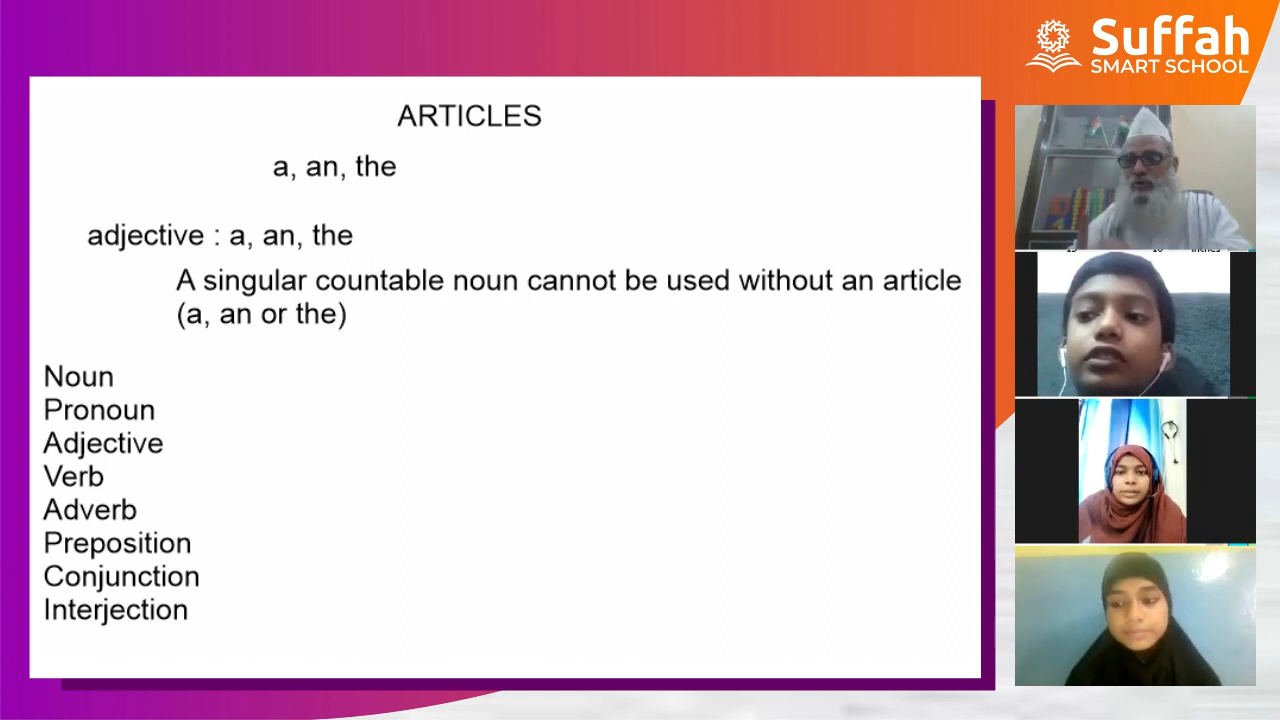 Suffah
SMART SCHOOL
ARTICLES
a, an, the
adjective : a, an, the
A singular countable noun cannot be used without an article
(a, an or the)
Noun
Pronoun
Adjective
Verb
Adverb
Preposition
Conjunction
Interjection